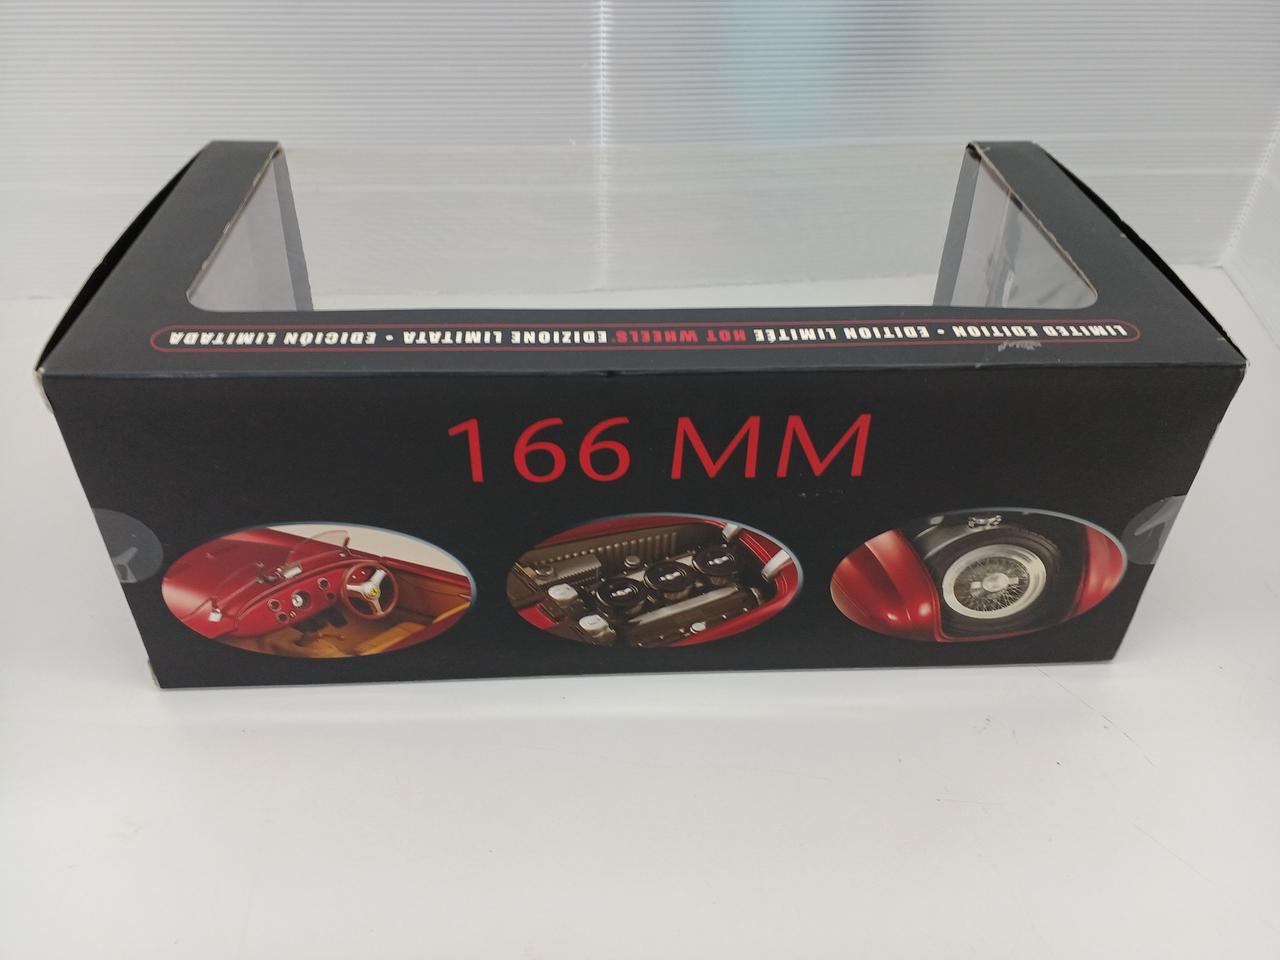 LIMITED EDITION • EDITION LIMITÉE HOT WHEELS® EDIZIONE LIMITATA • EDICIÓN LIMITADA
166 MM